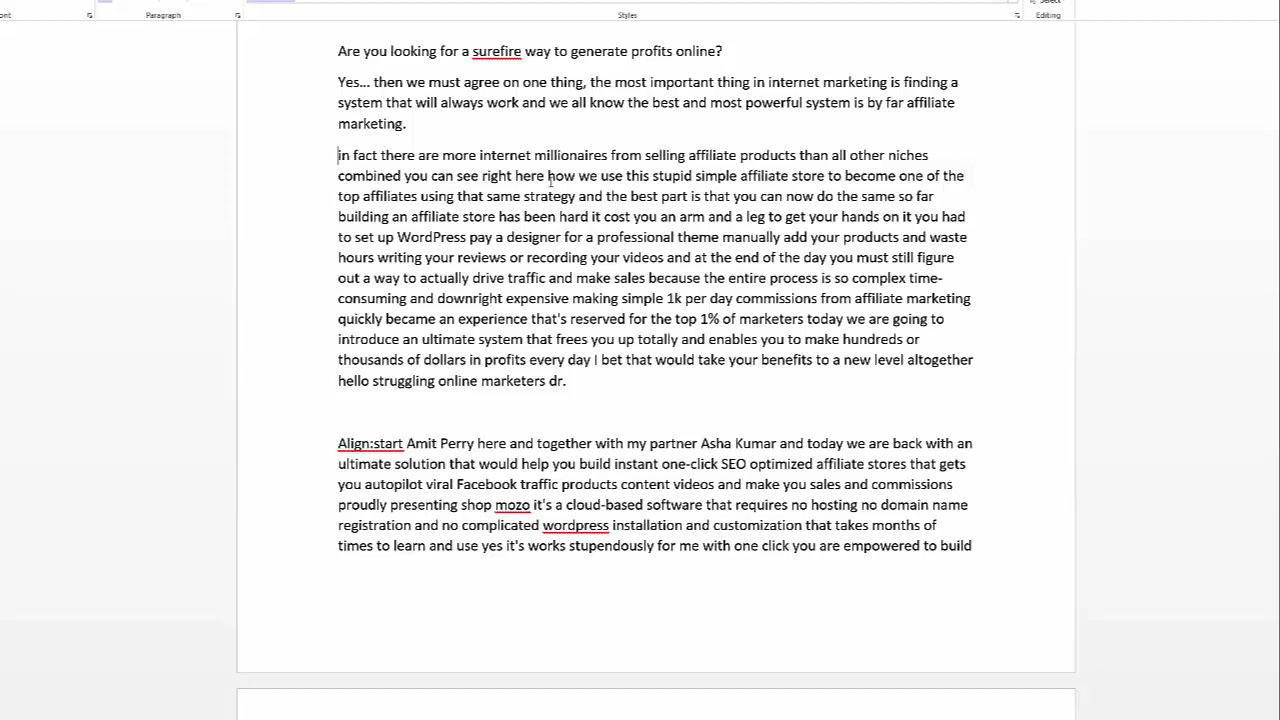 Paragraph
Styles
Editing
Are you looking for a surefire way to generate profits online?
Yes... then we must agree on one thing, the most important thing in internet marketing is finding a
system that will always work and we all know the best and most powerful system is by far affiliate
marketing.
in fact there are more internet millionaires from selling affiliate products than all other niches
combined you can see right here how we use this stupid simple affiliate store to become one of the
top affiliates using that same strategy and the best part is that you can now do the same so far
building an affiliate store has been hard it cost you an arm and a leg to get your hands on it you had
to set up WordPress pay a designer for a professional theme manually add your products and waste
hours writing your reviews or recording your videos and at the end of the day you must still figure
out a way to actually drive traffic and make sales because the entire process is so complex time-
consuming and downright expensive making simple 1k per day commissions from affiliate marketing
quickly became an experience that's reserved for the top 1% of marketers today we are going to
introduce an ultimate system that frees you up totally and enables you to make hundreds or
thousands of dollars in profits every day I bet that would take your benefits to a new level altogether
hello struggling online marketers dr.
Align:start Amit Perry here and together with my partner Asha Kumar and today we are back with an
ultimate solution that would help you build instant one-click SEO optimized affiliate stores that gets
you autopilot viral Facebook traffic products content videos and make you sales and commissions
proudly presenting shop mozo it's a cloud-based software that requires no hosting no domain name
registration and no complicated wordpress installation and customization that takes months of
times to learn and use yes it's works stupendously for me with one click you are empowered to build